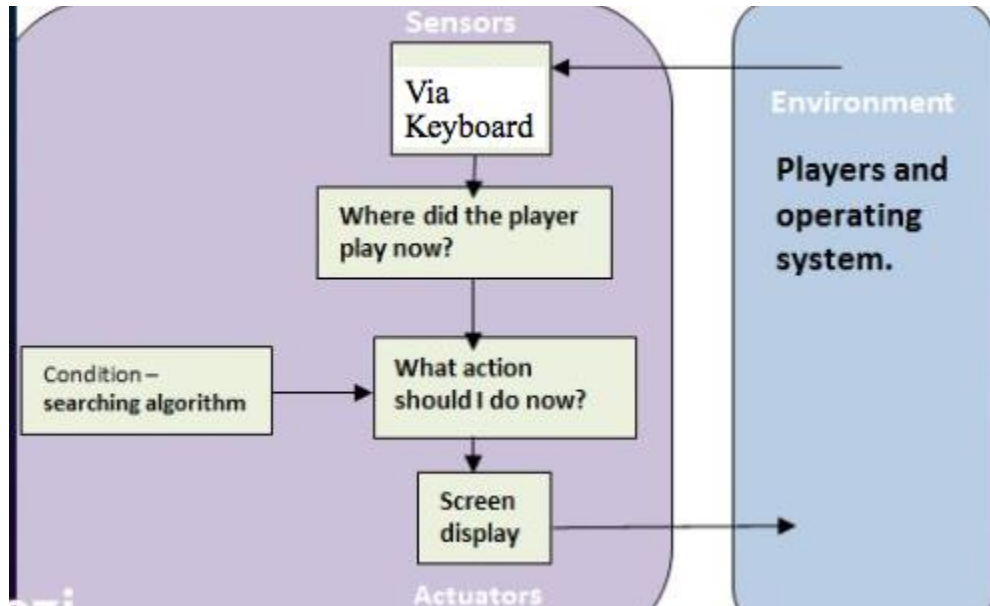 Sensors
Via
Keyboard
Environment
Players and
operating
system.
Where did the player
play now?
Condition –
searching algorithm
What action
should I do now?
Screen
display
Actuators